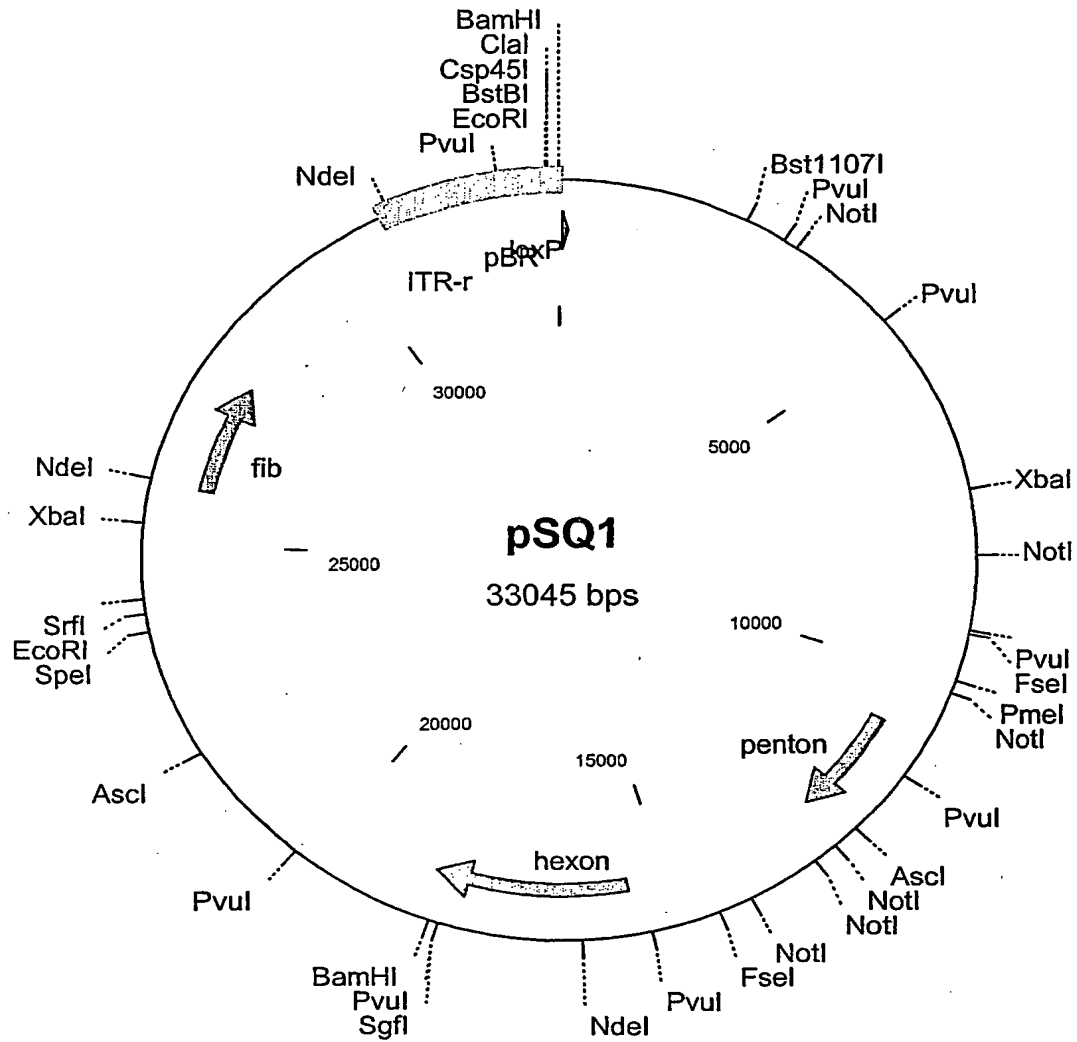 BamHI
ClaI
Csp45I
BstBI
EcoRI
PvuI
NdeI
Bst1107I
PvuI
NotI
PvuI
loxP
pBR
ITR-r
30000
5000
fib
NdeI
XbaI
XbaI
NotI
pSQ1
33045 bps
25000
10000
SrfI
EcoRI
SpeI
PvuI
FseI
PmeI
NotI
20000
15000
penton
AscI
PvuI
hexon
AscI
NotI
NotI
PvuI
NotI
FseI
BamHI
PvuI
SgfI
PvuI
NdeI